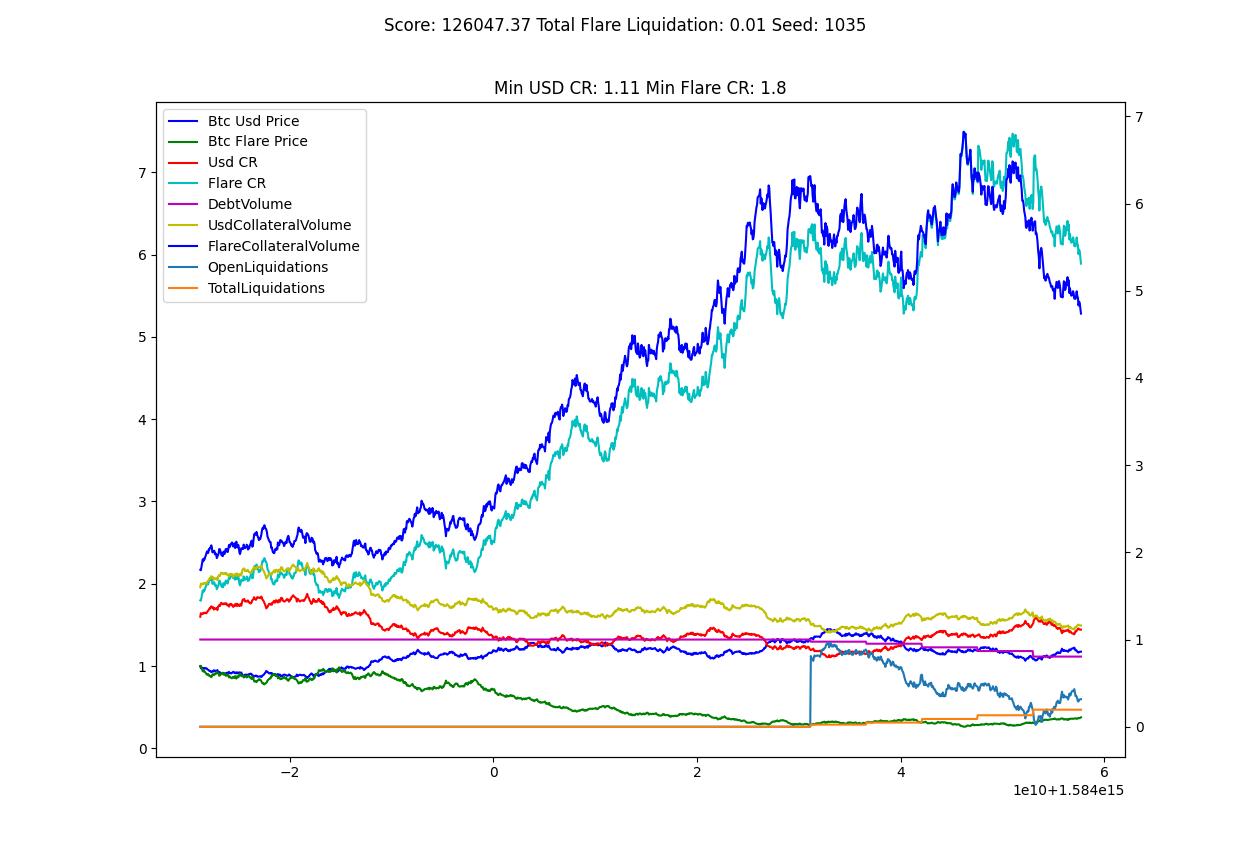 Score: 126047.37 Total Flare Liquidation: 0.01 Seed: 1035
Min USD CR: 1.11 Min Flare CR: 1.8
Btc Usd Price
Btc Flare Price
Usd CR
Flare CR
DebtVolume
UsdCollateralVolume
FlareCollateralVolume
OpenLiquidations
TotalLiquidations
7
6
5
4
3
2
1
0
7
6
5
4
3
2
1
0
−2
0
2
4
6
1e10+1.584e15